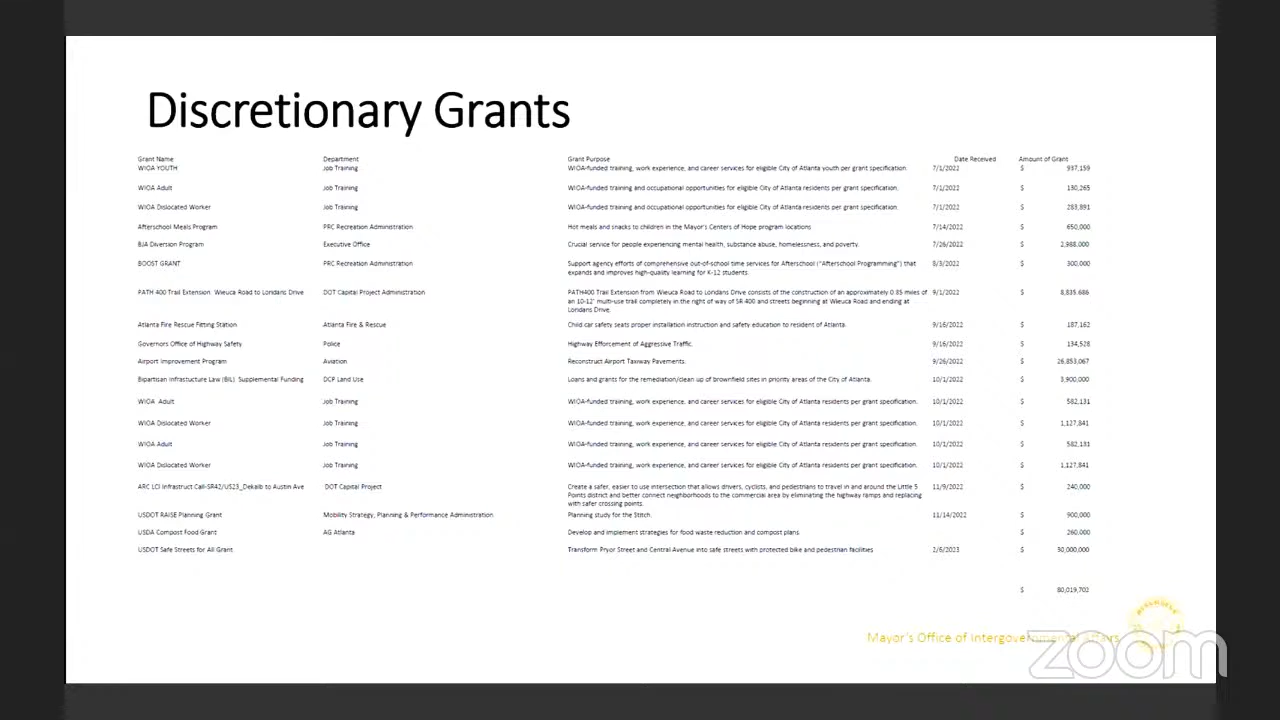 Discretionary Grants
Grant Name Department Grant Purpose Date Received Amount of Grant
WIOA YOUTH Job Training WIOA-funded training, work experience, and career services for eligible City of Atlanta youth per grant specification. 7/1/2022 $ 937,159
WIOA Adult Job Training WIOA-funded training and occupational opportunities for eligible City of Atlanta residents per grant specification. 7/1/2022 $ 130,265
WIOA Dislocated Worker Job Training WIOA-funded training and occupational opportunities for eligible City of Atlanta residents per grant specification. 7/1/2022 $ 283,891
Afterschool Meals Program PRC Recreation Administration Hot meals and snacks to children in the Mayor's Centers of Hope program locations 7/14/2022 $ 650,000
BJA Diversion Program Executive Office Crucial service for people experiencing mental health, substance abuse, homelessness, and poverty. 7/26/2022 $ 2,988,000
BOOST GRANT PRC Recreation Administration Support agency efforts of comprehensive out-of-school time services for Afterschool ("Afterschool Programming") that 8/3/2022 $ 300,000
expands and improves high-quality learning for K-12 students.
PATH 400 Trail Extension: Wieuca Road to Loridans Drive DOT Capital Project Administration PATH400 Trail Extension from Wieuca Road to Loridans Drive consists of the construction of an approximately 0.85 miles of 9/1/2022 $ 8,835,686
an 10-12' multi-use trail completely in the right of way of SR 400 and streets beginning at Wieuca Road and ending at
Loridans Drive.
Atlanta Fire Rescue Fitting Station Atlanta Fire & Rescue Child car safety seats proper installation instruction and safety education to resident of Atlanta. 9/16/2022 $ 187,162
Governors Office of Highway Safety Police Highway Efforcement of Aggressive Traffic. 9/16/2022 $ 134,528
Airport Improvement Program Aviation Reconstruct Airport Taxiway Pavements. 9/26/2022 $ 26,853,067
Bipartisan Infrastucture Law (BIL) Supplemental Funding DCP Land Use Loans and grants for the remediation/clean up of brownfield sites in priority areas of the City of Atlanta. 10/1/2022 $ 3,900,000
WIOA Adult Job Training WIOA-funded training, work experience, and career services for eligible City of Atlanta residents per grant specification. 10/1/2022 $ 582,131
WIOA Dislocated Worker Job Training WIOA-funded training, work experience, and career services for eligible City of Atlanta residents per grant specification. 10/1/2022 $ 1,127,841
WIOA Adult Job Training WIOA-funded training, work experience, and career services for eligible City of Atlanta residents per grant specification. 10/1/2022 $ 582,131
WIOA Dislocated Worker Job Training WIOA-funded training, work experience, and career services for eligible City of Atlanta residents per grant specification. 10/1/2022 $ 1,127,841
ARC LCI Infrastruct Call-SR42/US23_Dekalb to Austin Ave DOT Capital Project Create a safer, easier to use intersection that allows drivers, cyclists, and pedestrians to travel in and around the Little 5 11/9/2022 $ 240,000
Points district and better connect neighborhoods to the commercial area by eliminating the highway ramps and replacing
with safer crossing points.
USDOT RAISE Planning Grant Mobility Strategy, Planning & Performance Administration Planning study for the Stitch. 11/14/2022 $ 900,000
USDA Compost Food Grant AG Atlanta Develop and implement strategies for food waste reduction and compost plans. $ 260,000
USDOT Safe Streets for All Grant Transform Pryor Street and Central Avenue into safe streets with protected bike and pedestrian facilities 2/6/2023 $ 30,000,000
$ 80,019,702
Mayor's Office of Intergovernmental Affairs
zoom